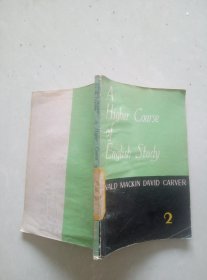 A
Higher Course
of
English Study
ALD MACKIN DAVID CARVER
2